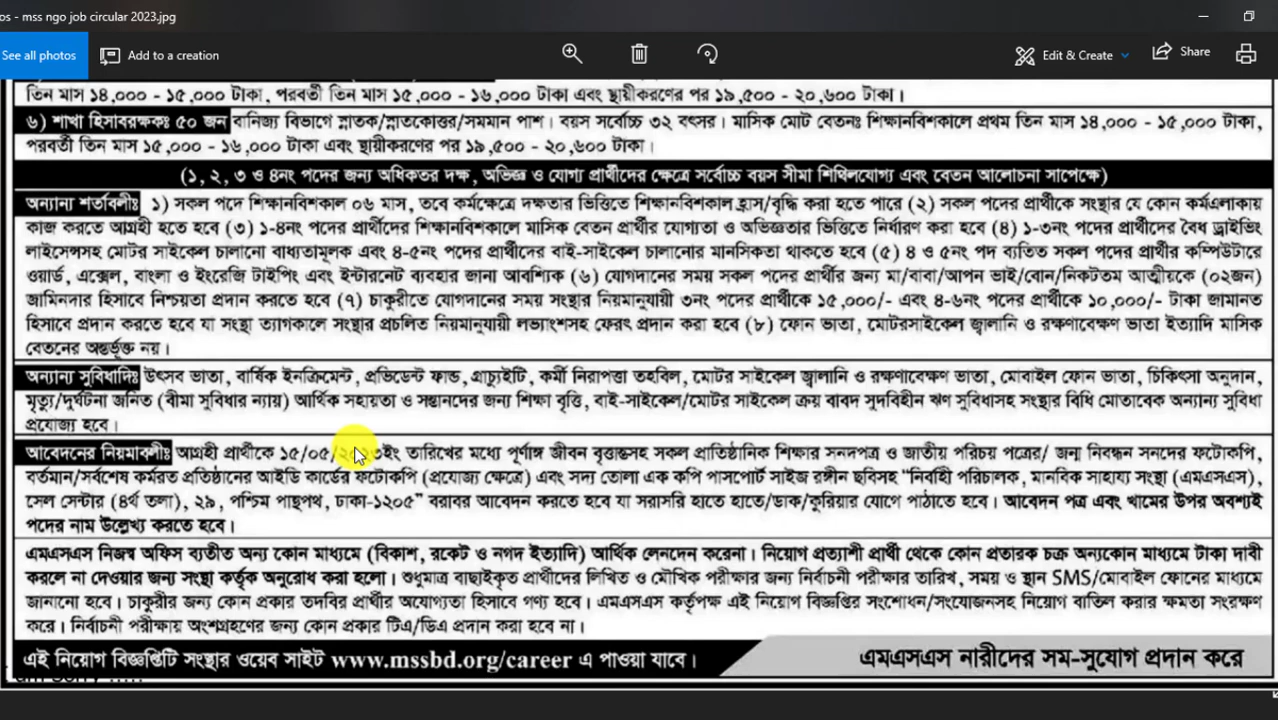 os - mss ngo job circular 2023.jpg
See all photos
Add to a creation
Edit & Create
Share
তিন মাস ১৪,০০০ - ১৫,০০০ টাকা, পরবর্তী তিন মাস ১৫,০০০ - ১৬,০০০ টাকা এবং স্থায়ীকরণের পর ১৯,৫০০ - ২০,৬০০ টাকা।
৬) শাখা হিসাবরক্ষকঃ ৫০ জন বানিজ্য বিভাগে স্নাতক/স্নাতকোত্তর/সমমান পাশ। বয়স সর্বোচ্চ ৩২ বৎসর। মাসিক মোট বেতনঃ শিক্ষানবিশকালে প্রথম তিন মাস ১৪,০০০ - ১৫,০০০ টাকা,
পরবর্তী তিন মাস ১৫,০০০ - ১৬,০০০ টাকা এবং স্থায়ীকরণের পর ১৯,৫০০ - ২০,৬০০ টাকা।
(১, ২, ৩ ও ৪নং পদের জন্য অধিকতর দক্ষ, অভিজ্ঞ ও যোগ্য প্রার্থীদের ক্ষেত্রে সর্বোচ্চ বয়স সীমা শিথিলযোগ্য এবং বেতন আলোচনা সাপেক্ষে)
অন্যান্য শর্তাবলীঃ ১) সকল পদে শিক্ষানবিশকাল ০৬ মাস, তবে কর্মক্ষেত্রে দক্ষতার ভিত্তিতে শিক্ষানবিশকাল হ্রাস/বৃদ্ধি করা হতে পারে (২) সকল পদের প্রার্থীকে সংস্থার যে কোন কর্মএলাকায়
কাজ করতে আগ্রহী হতে হবে (৩) ১-৪নং পদের প্রার্থীদের শিক্ষানবিশকালে মাসিক বেতন প্রার্থীর যোগ্যতা ও অভিজ্ঞতার ভিত্তিতে নির্ধারণ করা হবে (৪) ১-৩নং পদের প্রার্থীদের বৈধ ড্রাইভিং
লাইসেন্সসহ মোটর সাইকেল চালানো বাধ্যতামূলক এবং ৪-৫নং পদের প্রার্থীদের বাই-সাইকেল চালানোর মানসিকতা থাকতে হবে (৫) ৪ ও ৫নং পদ ব্যতিত সকল পদের প্রার্থীর কম্পিউটারে
ওয়ার্ড, এক্সেল, বাংলা ও ইংরেজি টাইপিং এবং ইন্টারনেট ব্যবহার জানা আবশ্যিক (৬) যোগদানের সময় সকল পদের প্রার্থীর জন্য মা/বাবা/আপন ভাই/বোন/নিকটতম আত্মীয়কে (০২জন)
জামিনদার হিসাবে নিশ্চয়তা প্রদান করতে হবে (৭) চাকুরীতে যোগদানের সময় সংস্থার নিয়মানুযায়ী ৩নং পদের প্রার্থীকে ১৫,০০০/- এবং ৪-৬নং পদের প্রার্থীকে ১০,০০০/- টাকা জামানত
হিসাবে প্রদান করতে হবে যা সংস্থা ত্যাগকালে সংস্থার প্রচলিত নিয়মানুযায়ী লভ্যাংশসহ ফেরৎ প্রদান করা হবে (৮) ফোন ভাতা, মোটরসাইকেল জ্বালানি ও রক্ষণাবেক্ষণ ভাতা ইত্যাদি মাসিক
বেতনের অন্তর্ভূক্ত নয়।
অন্যান্য সুবিধাদিঃ উৎসব ভাতা, বার্ষিক ইনক্রিমেন্ট, প্রভিডেন্ট ফান্ড, গ্রাচ্যুইটি, কর্মী নিরাপত্তা তহবিল, মোটর সাইকেল জ্বালানি ও রক্ষণাবেক্ষণ ভাতা, মোবাইল ফোন ভাতা, চিকিৎসা অনুদান,
মৃত্যু/দুর্ঘটনা জনিত (বীমা সুবিধার ন্যায়) আর্থিক সহায়তা ও সন্তানদের জন্য শিক্ষা বৃত্তি, বাই-সাইকেল/মোটর সাইকেল ক্রয় বাবদ সুদবিহীন ঋণ সুবিধাসহ সংস্থার বিধি মোতাবেক অন্যান্য সুবিধা
প্রযোজ্য হবে।
আবেদনের নিয়মাবলীঃ আগ্রহী প্রার্থীকে ১৫/০৫/২০২৩ইং তারিখের মধ্যে পূর্ণাঙ্গ জীবন বৃত্তান্তসহ সকল প্রাতিষ্ঠানিক শিক্ষার সনদপত্র ও জাতীয় পরিচয় পত্রের/ জন্ম নিবন্ধন সনদের ফটোকপি,
বর্তমান/সর্বশেষ কর্মরত প্রতিষ্ঠানের আইডি কার্ডের ফটোকপি (প্রযোজ্য ক্ষেত্রে) এবং সদ্য তোলা এক কপি পাসপোর্ট সাইজ রঙ্গীন ছবিসহ “নির্বাহী পরিচালক, মানবিক সাহায্য সংস্থা (এমএসএস),
সেল সেন্টার (৪র্থ তলা), ২৯, পশ্চিম পান্থপথ, ঢাকা-১২০৫” বরাবর আবেদন করতে হবে যা সরাসরি হাতে হাতে/ডাক/কুরিয়ার যোগে পাঠাতে হবে। আবেদন পত্র এবং খামের উপর অবশ্যই
পদের নাম উল্লেখ্য করতে হবে।
এমএসএস নিজস্ব অফিস ব্যতীত অন্য কোন মাধ্যমে (বিকাশ, রকেট ও নগদ ইত্যাদি) আর্থিক লেনদেন করেনা। নিয়োগ প্রত্যাশী প্রার্থী থেকে কোন প্রতারক চক্র অন্যকোন মাধ্যমে টাকা দাবী
করলে না দেওয়ার জন্য সংস্থা কর্তৃক অনুরোধ করা হলো। শুধুমাত্র বাছাইকৃত প্রার্থীদের লিখিত ও মৌখিক পরীক্ষার জন্য নির্বাচনী পরীক্ষার তারিখ, সময় ও স্থান SMS/মোবাইল ফোনের মাধ্যমে
জানানো হবে। চাকুরীর জন্য কোন প্রকার তদবির প্রার্থীর অযোগ্যতা হিসাবে গণ্য হবে। এমএসএস কর্তৃপক্ষ এই নিয়োগ বিজ্ঞপ্তির সংশোধন/সংযোজনসহ নিয়োগ বাতিল করার ক্ষমতা সংরক্ষণ
করে। নির্বাচনী পরীক্ষায় অংশগ্রহণের জন্য কোন প্রকার টিএ/ডিএ প্রদান করা হবে না।
এই নিয়োগ বিজ্ঞপ্তিটি সংস্থার ওয়েব সাইট www.mssbd.org/career এ পাওয়া যাবে।
এমএসএস নারীদের সম-সুযোগ প্রদান করে